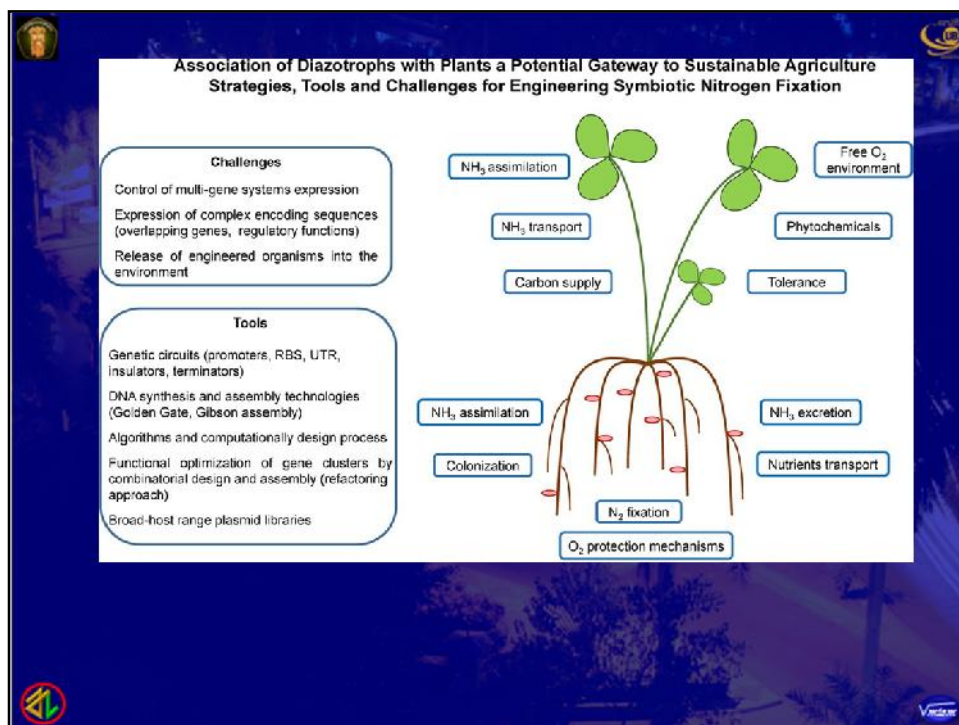 Association of Diazotrophs with Plants a Potential Gateway to Sustainable Agriculture
Strategies, Tools and Challenges for Engineering Symbiotic Nitrogen Fixation
Challenges
Control of multi-gene systems expression
Expression of complex encoding sequences
(overlapping genes, regulatory functions)
Release of engineered organisms into the
environment
Tools
Genetic circuits (promoters, RBS, UTR,
insulators, terminators)
DNA synthesis and assembly technologies
(Golden Gate, Gibson assembly)
Algorithms and computationally design process
Functional optimization of gene clusters by
combinatorial design and assembly (refactoring
approach)
Broad-host range plasmid libraries
NH₃ assimilation
Free O₂
environment
NH₃ transport
Phytochemicals
Carbon supply
Tolerance
NH₃ assimilation
NH₃ excretion
Colonization
Nutrients transport
N₂ fixation
O₂ protection mechanisms